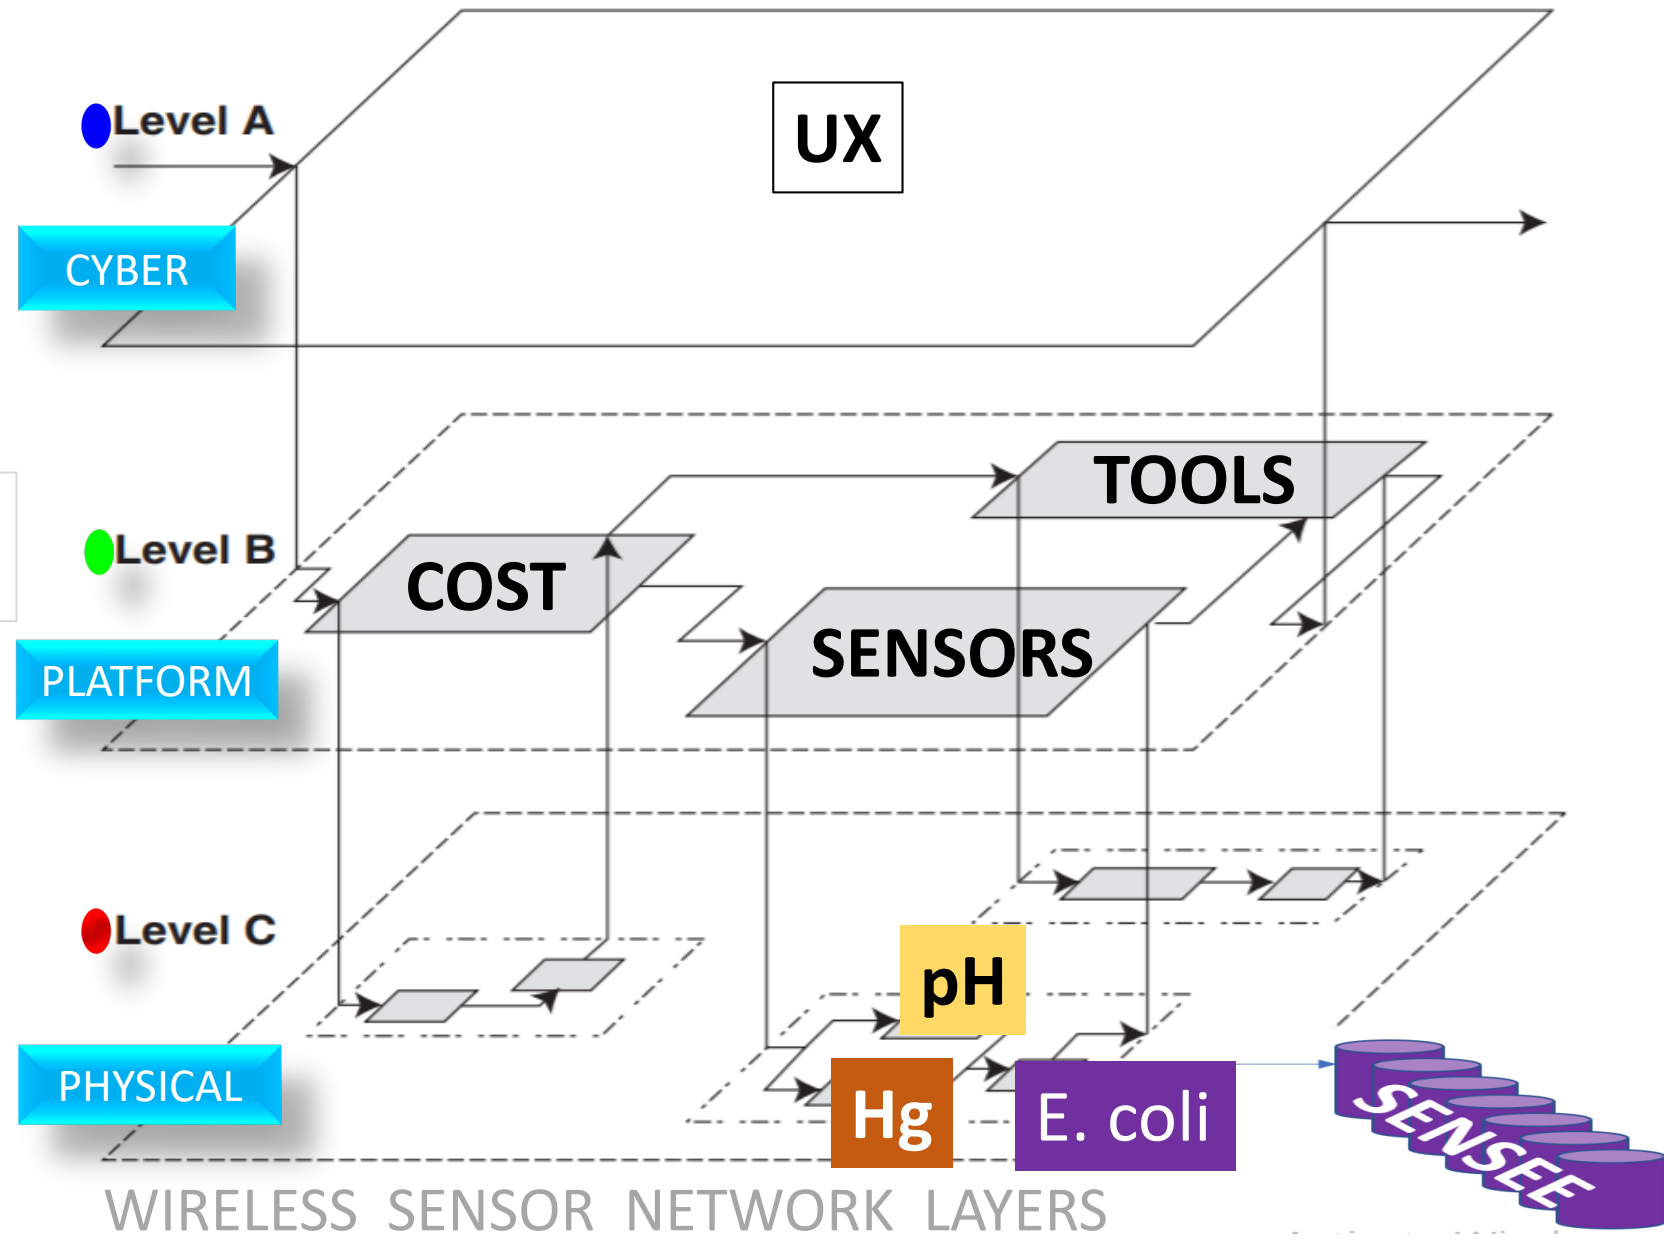 UX
Level A
CYBER
TOOLS
Level B
COST
SENSORS
PLATFORM
Level C
pH
PHYSICAL
Hg
E. coli
SENSEE
WIRELESS SENSOR NETWORK LAYERS